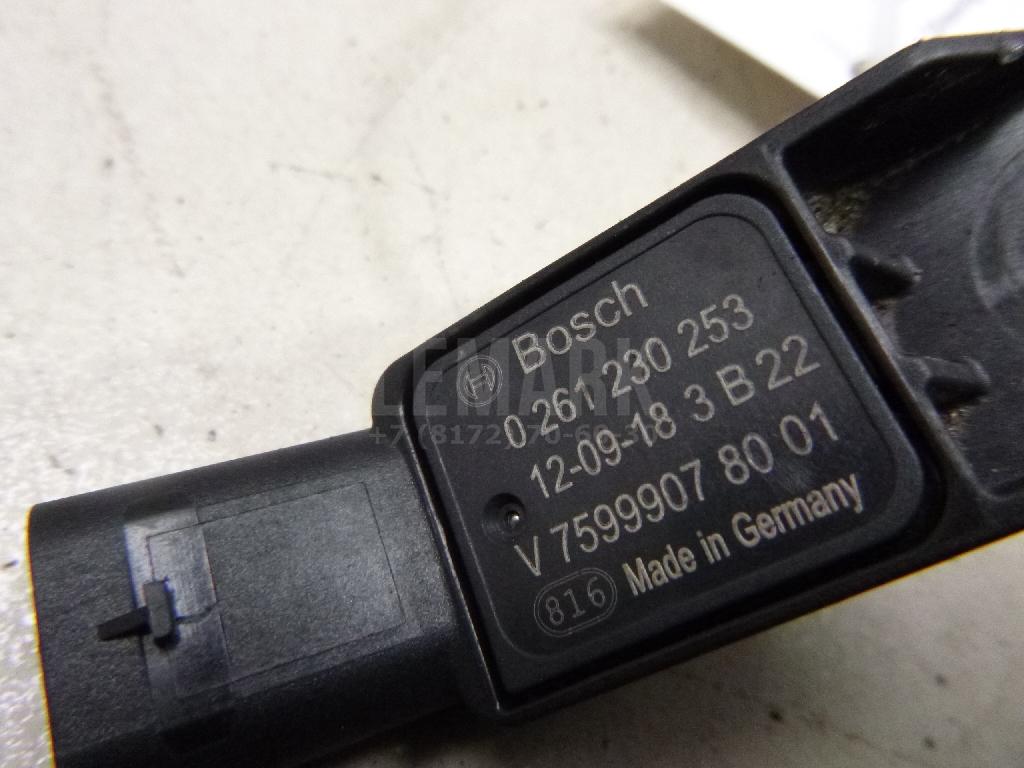 Bosch
0 261 230 253
12-09-18 3 B 22
V 7599907 80 01
816 Made in Germany
LEMARK